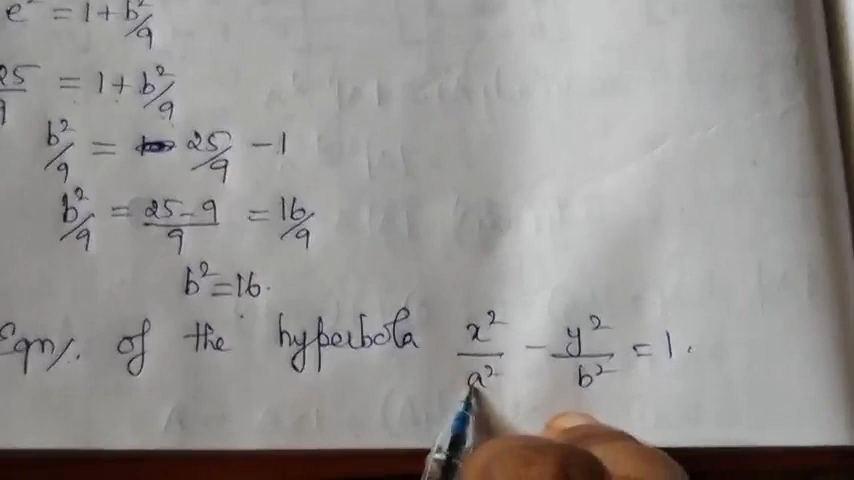 e² = 1 + b²/9
25/9 = 1 + b²/9
b²/9 = 25/9 - 1
b²/9 = 25-9/9 = 16/9
b² = 16.
Eqn/. of the hyperbola x²/a² - y²/b² = 1.